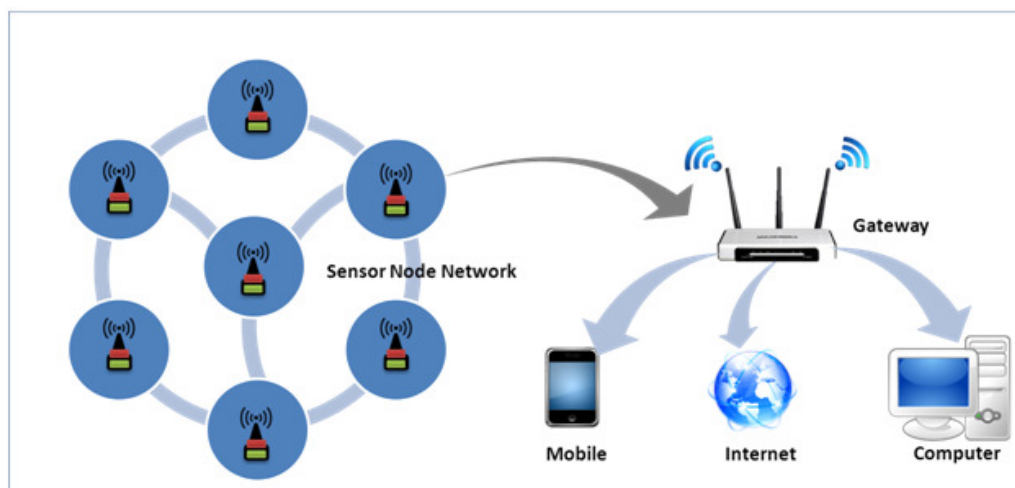 Sensor Node Network
Gateway
Mobile
Internet
Computer